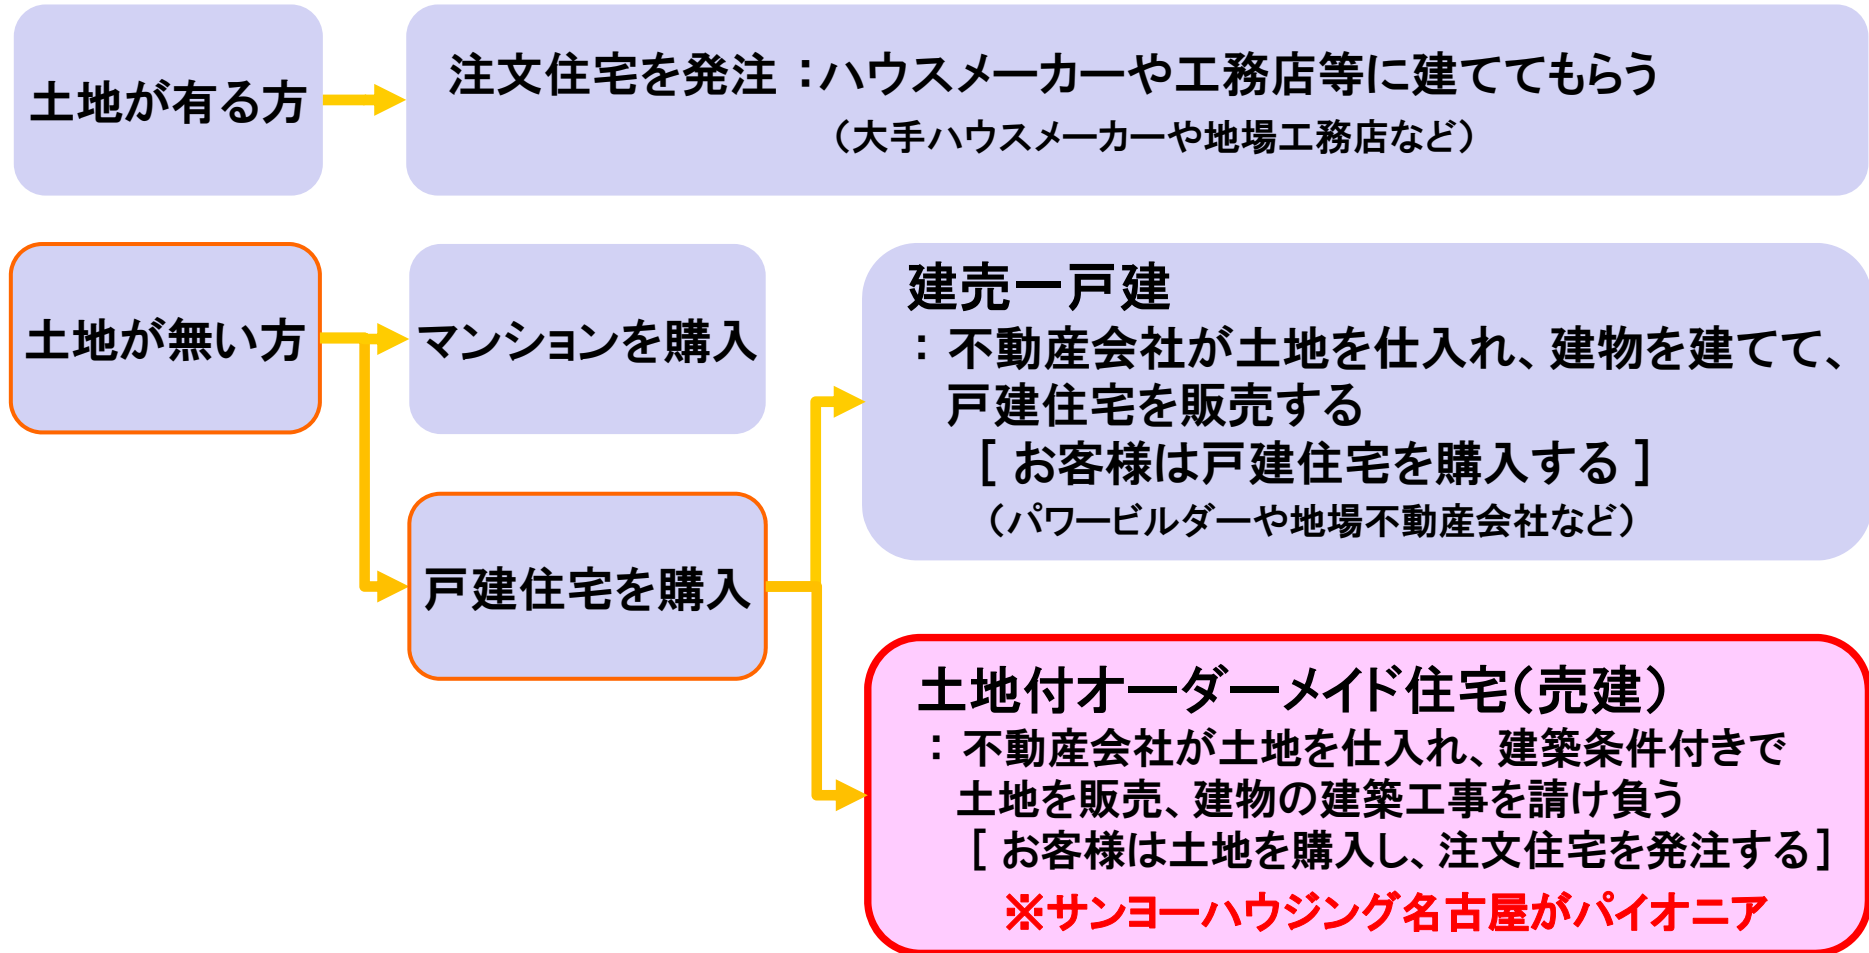 土地が有る方
注文住宅を発注：ハウスメーカーや工務店等に建ててもらう
（大手ハウスメーカーや地場工務店など）
土地が無い方
マンションを購入
戸建住宅を購入
建売一戸建
：不動産会社が土地を仕入れ、建物を建てて、
戸建住宅を販売する
［お客様は戸建住宅を購入する］
（パワービルダーや地場不動産会社など）
土地付オーダーメイド住宅（売建）
：不動産会社が土地を仕入れ、建築条件付きで
土地を販売、建物の建築工事を請け負う
［お客様は土地を購入し、注文住宅を発注する］
※サンヨーハウジング名古屋がパイオニア